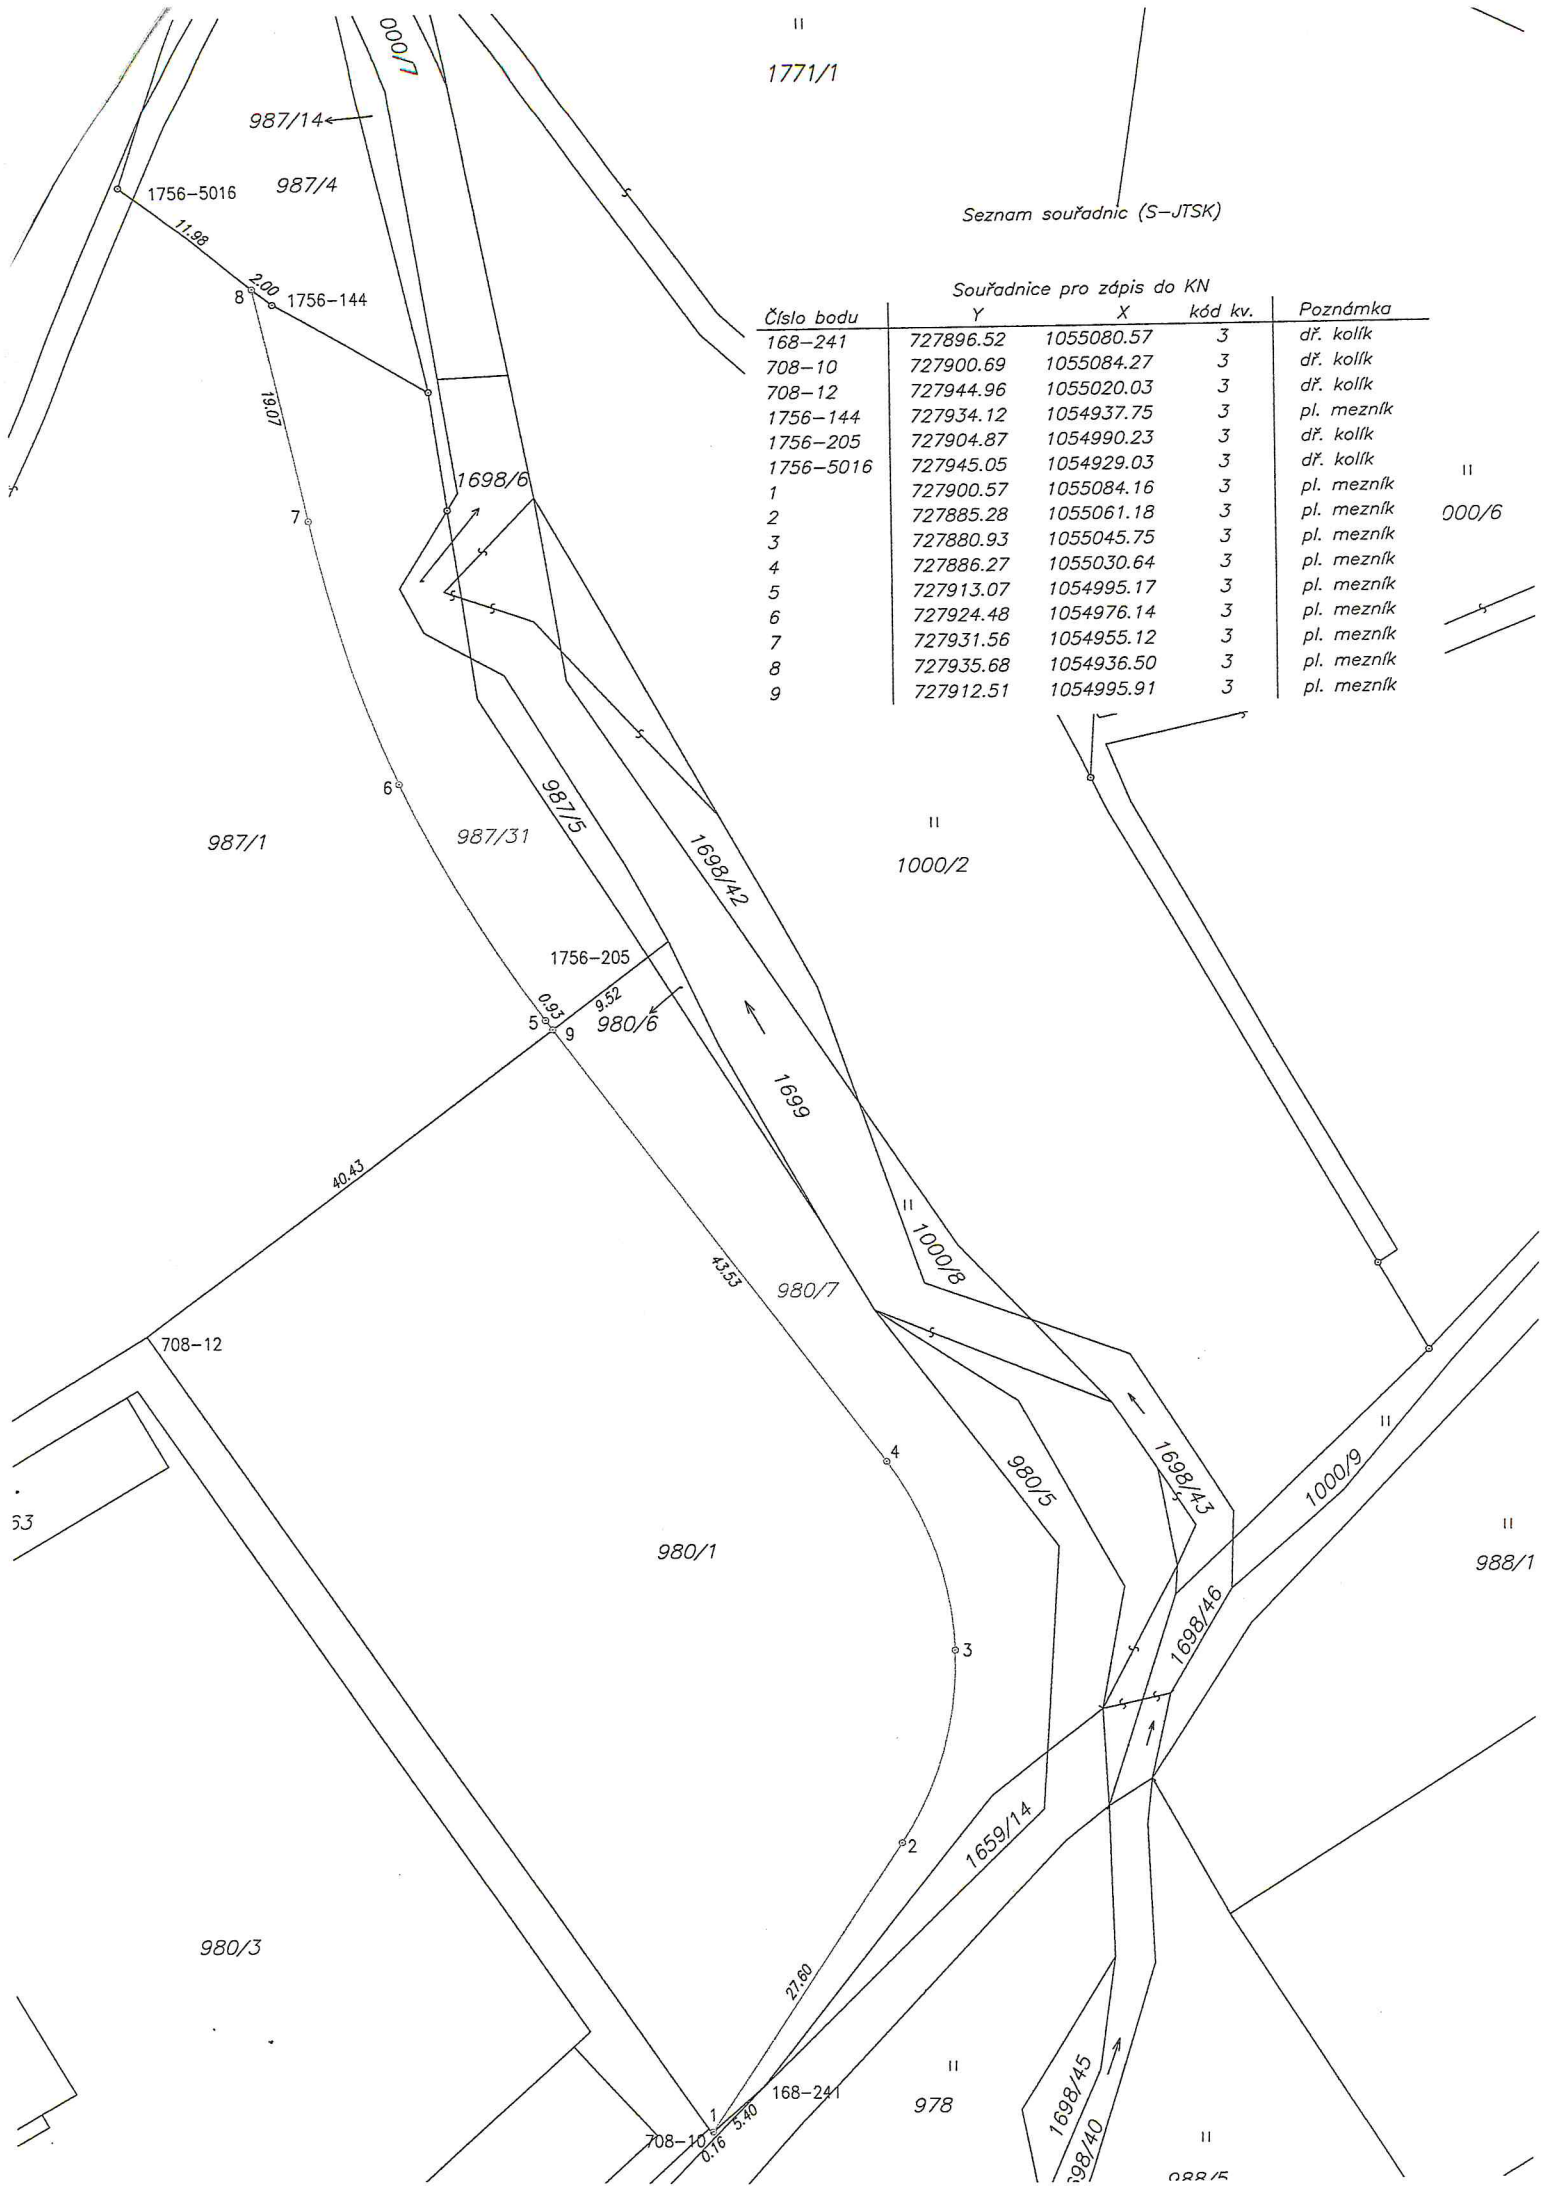 000/7
1771/1
987/14
987/4
1756-5016
11.98
2.00
8
1756-144
19.07
7
1698/6
Seznam souřadnic (S-JTSK)
Souřadnice pro zápis do KN
Číslo bodu Y X kód kv. Poznámka
168-241 727896.52 1055080.57 3 dř. kolík
708-10 727900.69 1055084.27 3 dř. kolík
708-12 727944.96 1055020.03 3 dř. kolík
1756-144 727934.12 1054937.75 3 pl. mezník
1756-205 727904.87 1054990.23 3 dř. kolík
1756-5016 727945.05 1054929.03 3 dř. kolík
1 727900.57 1055084.16 3 pl. mezník
2 727885.28 1055061.18 3 pl. mezník
3 727880.93 1055045.75 3 pl. mezník
4 727886.27 1055030.64 3 pl. mezník
5 727913.07 1054995.17 3 pl. mezník
6 727924.48 1054976.14 3 pl. mezník
7 727931.56 1054955.12 3 pl. mezník
8 727935.68 1054936.50 3 pl. mezník
9 727912.51 1054995.91 3 pl. mezník
000/6
6
987/1
987/31
987/5
1698/42
1000/2
1756-205
0.93
9.52
5
9
980/6
1699
40.43
43.53
980/7
1000/8
708-12
4
980/5
1698/43
1000/9
63
980/1
988/1
3
1698/46
2
1659/14
980/3
27.60
168-241
1
5.40
708-10
0.16
978
1698/45
698/40
988/5